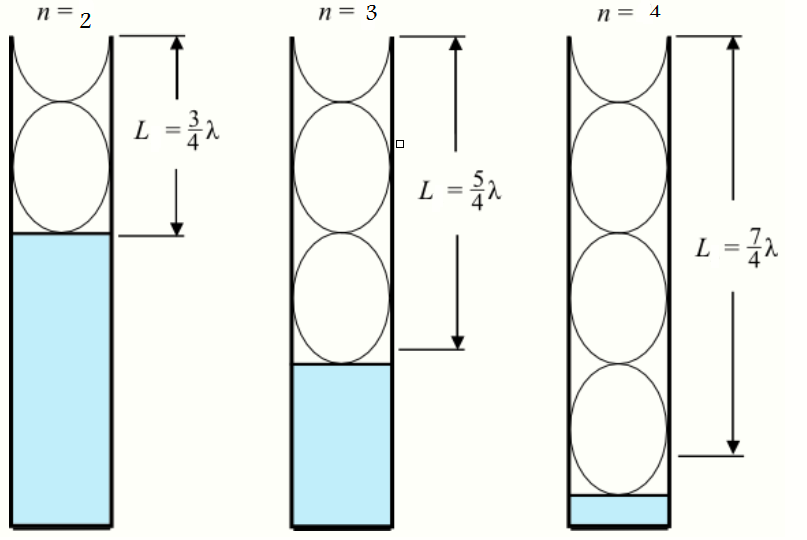 n = 2
L = 3/4 λ
n = 3
L = 5/4 λ
n = 4
L = 7/4 λ